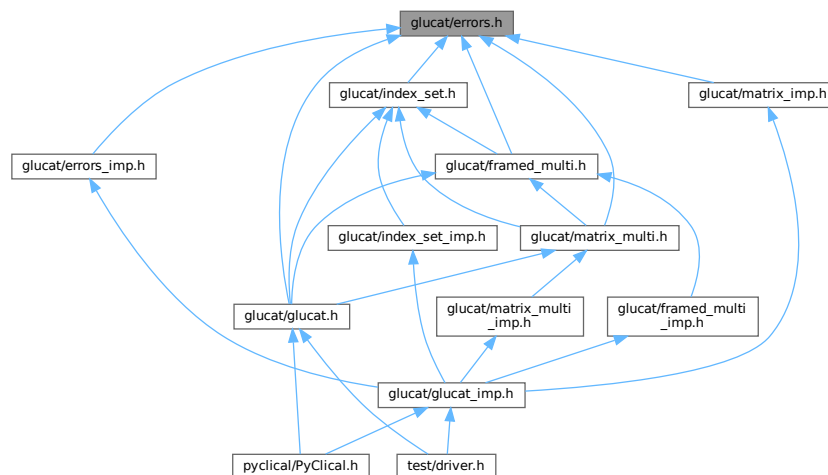 glucat/errors.h
glucat/index_set.h
glucat/matrix_imp.h
glucat/errors_imp.h
glucat/framed_multi.h
glucat/index_set_imp.h
glucat/matrix_multi.h
glucat/glucat.h
glucat/matrix_multi
_imp.h
glucat/framed_multi
_imp.h
glucat/glucat_imp.h
pyclical/PyClical.h
test/driver.h